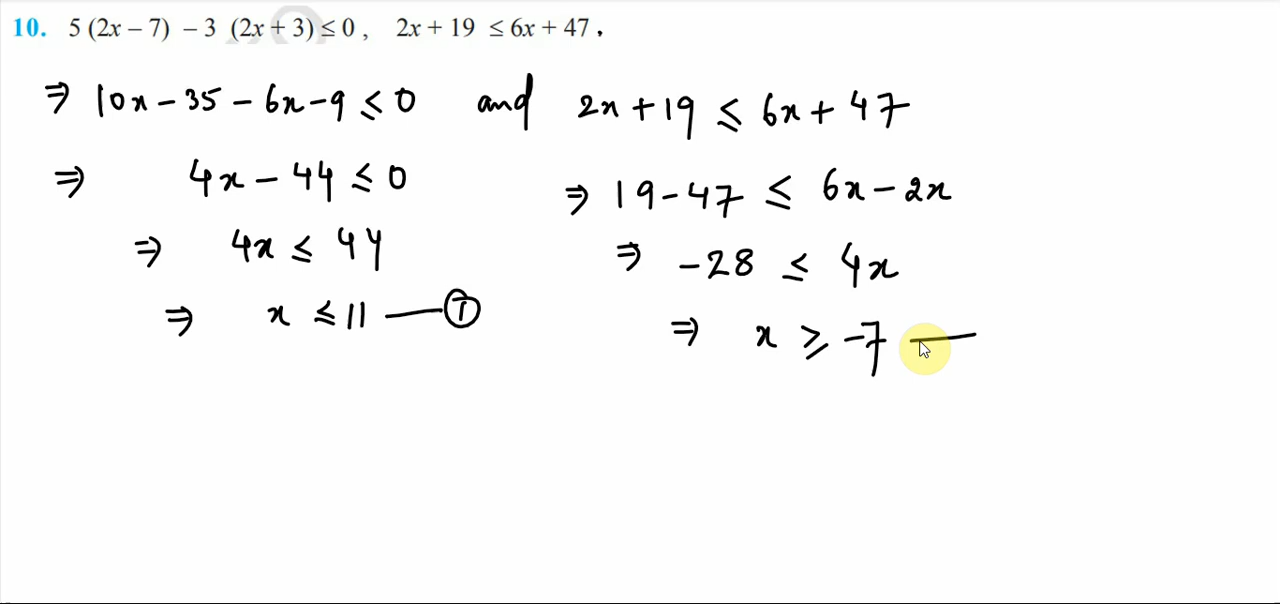 10. 5 (2x – 7) – 3 (2x + 3) ≤ 0 , 2x + 19 ≤ 6x + 47 .
⇒ 10x - 35 - 6x - 9 ≤ 0 and 2x + 19 ≤ 6x + 47
⇒ 4x - 44 ≤ 0
⇒ 19 - 47 ≤ 6x - 2x
⇒ 4x ≤ 44
⇒ -28 ≤ 4x
⇒ x ≤ 11 — ①
⇒ x ≥ -7 —